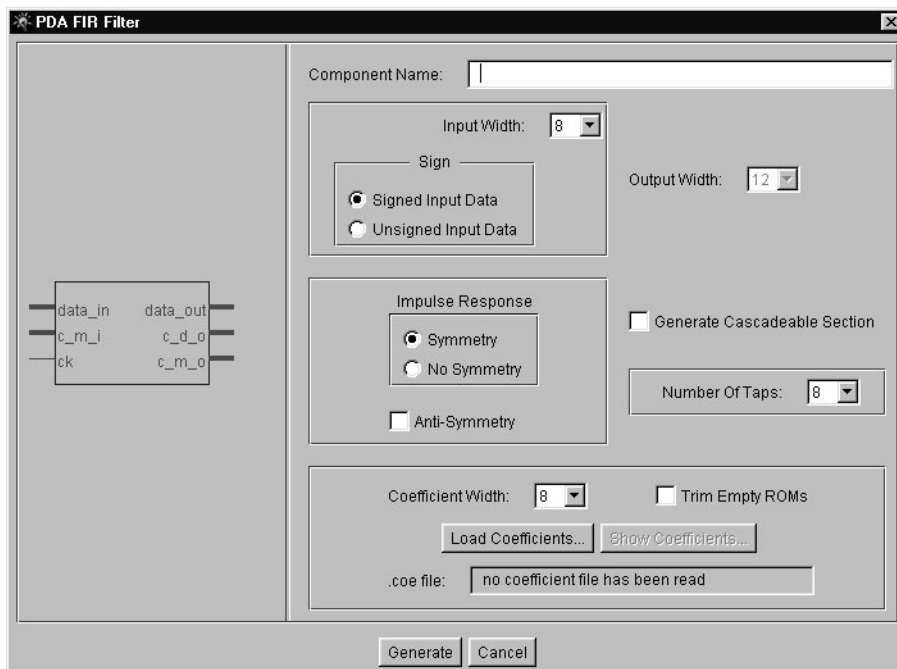 PDA FIR Filter
Component Name:
Input Width: 8
Sign
Signed Input Data
Unsigned Input Data
Output Width: 12
data_in data_out
c_m_i c_d_o
ck c_m_o
Impulse Response
Symmetry
No Symmetry
Anti-Symmetry
Generate Cascadeable Section
Number Of Taps: 8
Coefficient Width: 8 Trim Empty ROMs
Load Coefficients... Show Coefficients...
.coe file: no coefficient file has been read
Generate Cancel